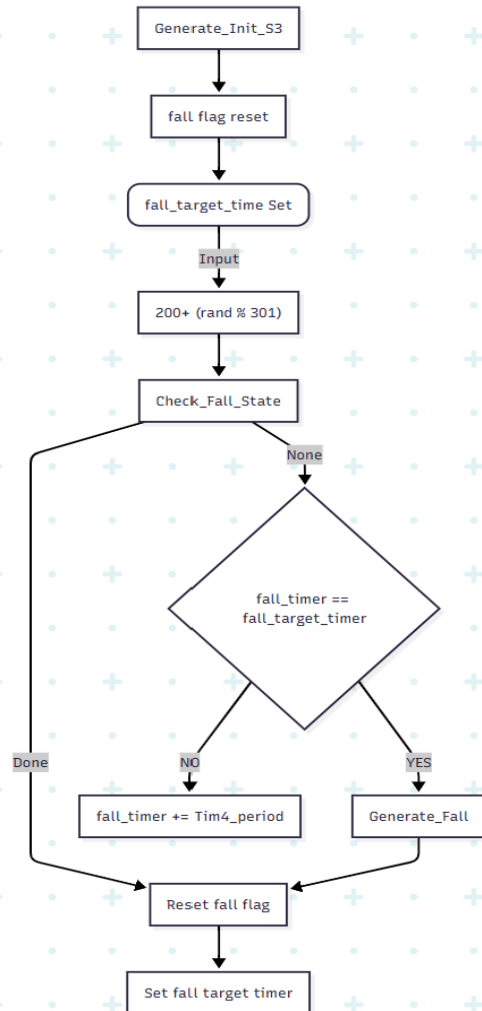 Generate_Init_S3
fall flag reset
fall_target_time Set
Input
200+ (rand % 301)
Check_Fall_State
None
fall_timer ==
fall_target_timer
Done
NO
YES
fall_timer += Tim4_period
Generate_Fall
Reset fall flag
Set fall target timer